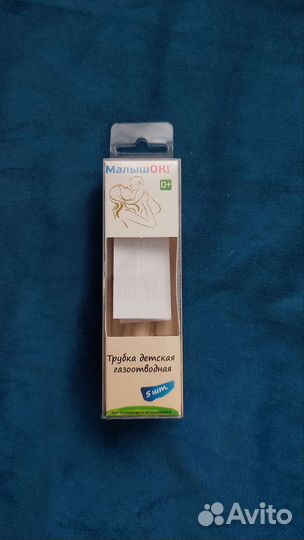 МалышОК!
0+
Трубка детская
газоотводная
5 шт.
Avito